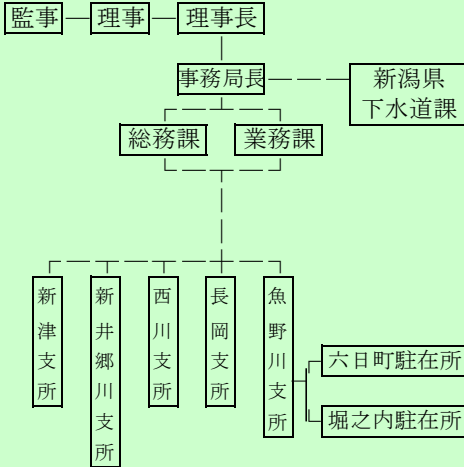 監事
理事
理事長
事務局長
新潟県
下水道課
総務課
業務課
新津支所
新井郷川支所
西川支所
長岡支所
魚野川支所
六日町駐在所
堀之内駐在所